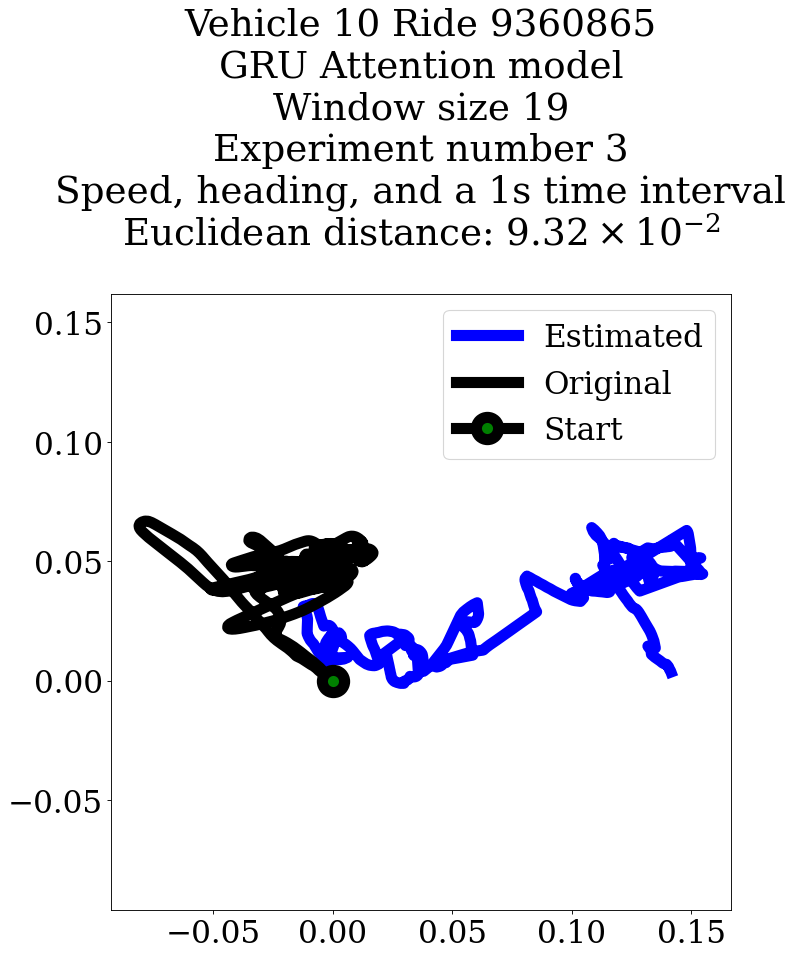 Vehicle 10 Ride 9360865
GRU Attention model
Window size 19
Experiment number 3
Speed, heading, and a 1s time interval
Euclidean distance: 9.32 × 10⁻²
0.15
0.10
0.05
0.00
−0.05
Estimated
Original
Start
−0.05 0.00 0.05 0.10 0.15